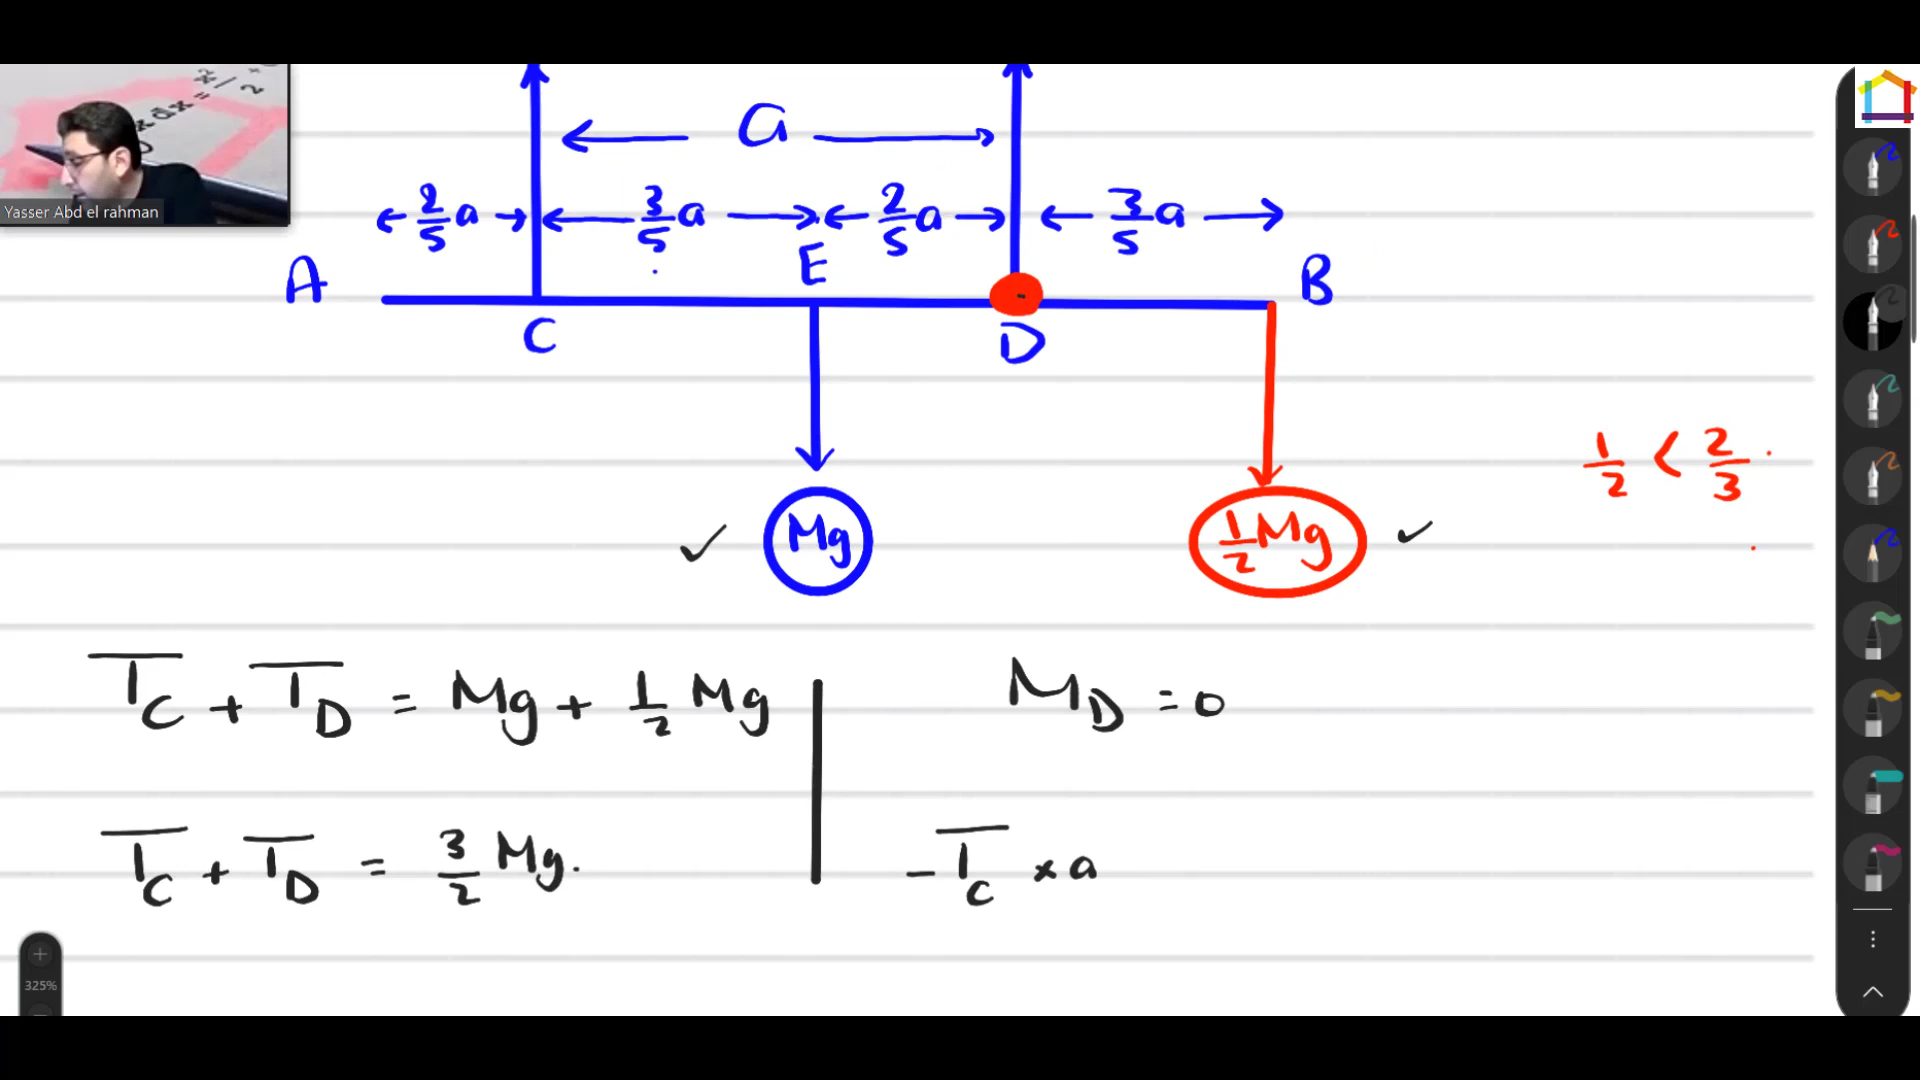 a
2/5 a
3/5 a
2/5 a
3/5 a
Yasser Abd el rahman
A
E
B
C
D
1/2 < 2/3
✓ Mg
1/2 Mg ✓
T_C + T_D = Mg + 1/2 Mg
M_D = 0
T_C + T_D = 3/2 Mg.
- T_C × a
325%